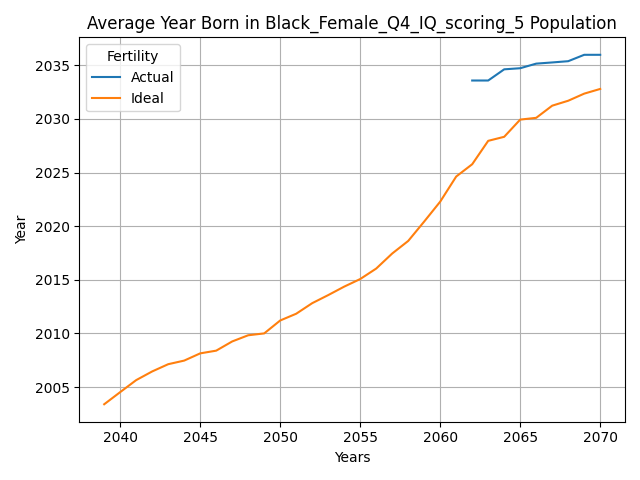 Average Year Born in Black_Female_Q4_IQ_scoring_5 Population
Fertility
Actual
Ideal
Year
2035
2030
2025
2020
2015
2010
2005
2040 2045 2050 2055 2060 2065 2070
Years